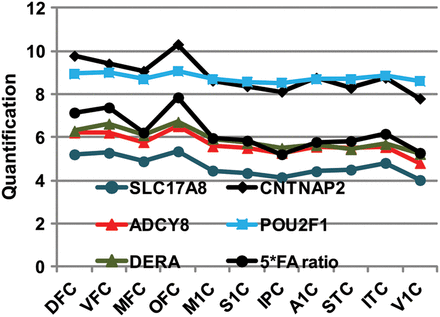 Quantification
12
10
8
6
4
2
0
SLC17A8 CNTNAP2
ADCY8 POU2F1
DERA 5*FA ratio
DFC VFC MFC OFC M1C S1C IPC A1C STC ITC V1C